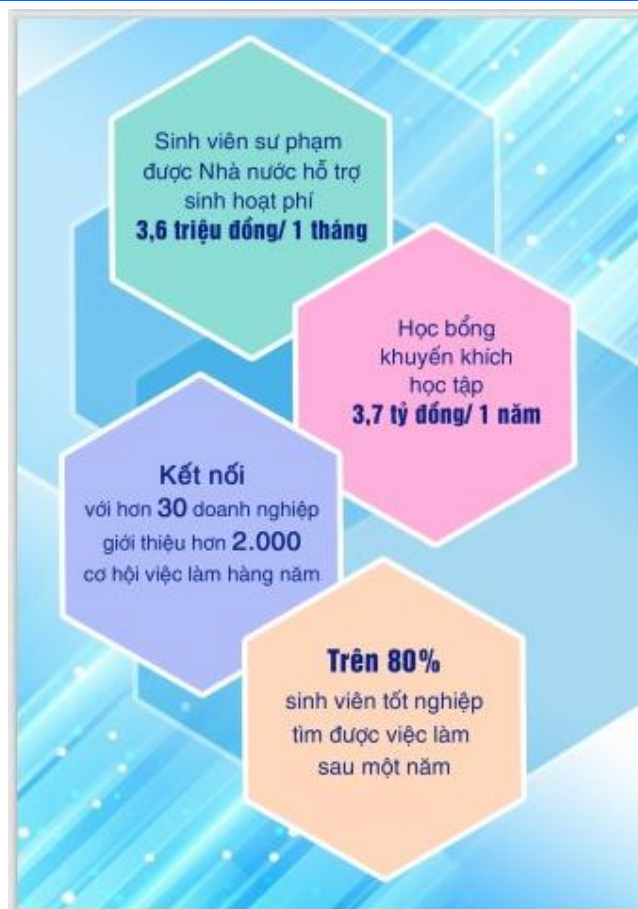 Sinh viên sư phạm
được Nhà nước hỗ trợ
sinh hoạt phí
3,6 triệu đồng/ 1 tháng
Học bổng
khuyến khich
học tập
3,7 tỷ đồng/ 1 năm
Kết nối
với hơn 30 doanh nghiệp
giới thiệu hơn 2.000
cơ hội việc làm hàng năm
Trên 80%
sinh viên tốt nghiệp
tìm được việc làm
sau một năm